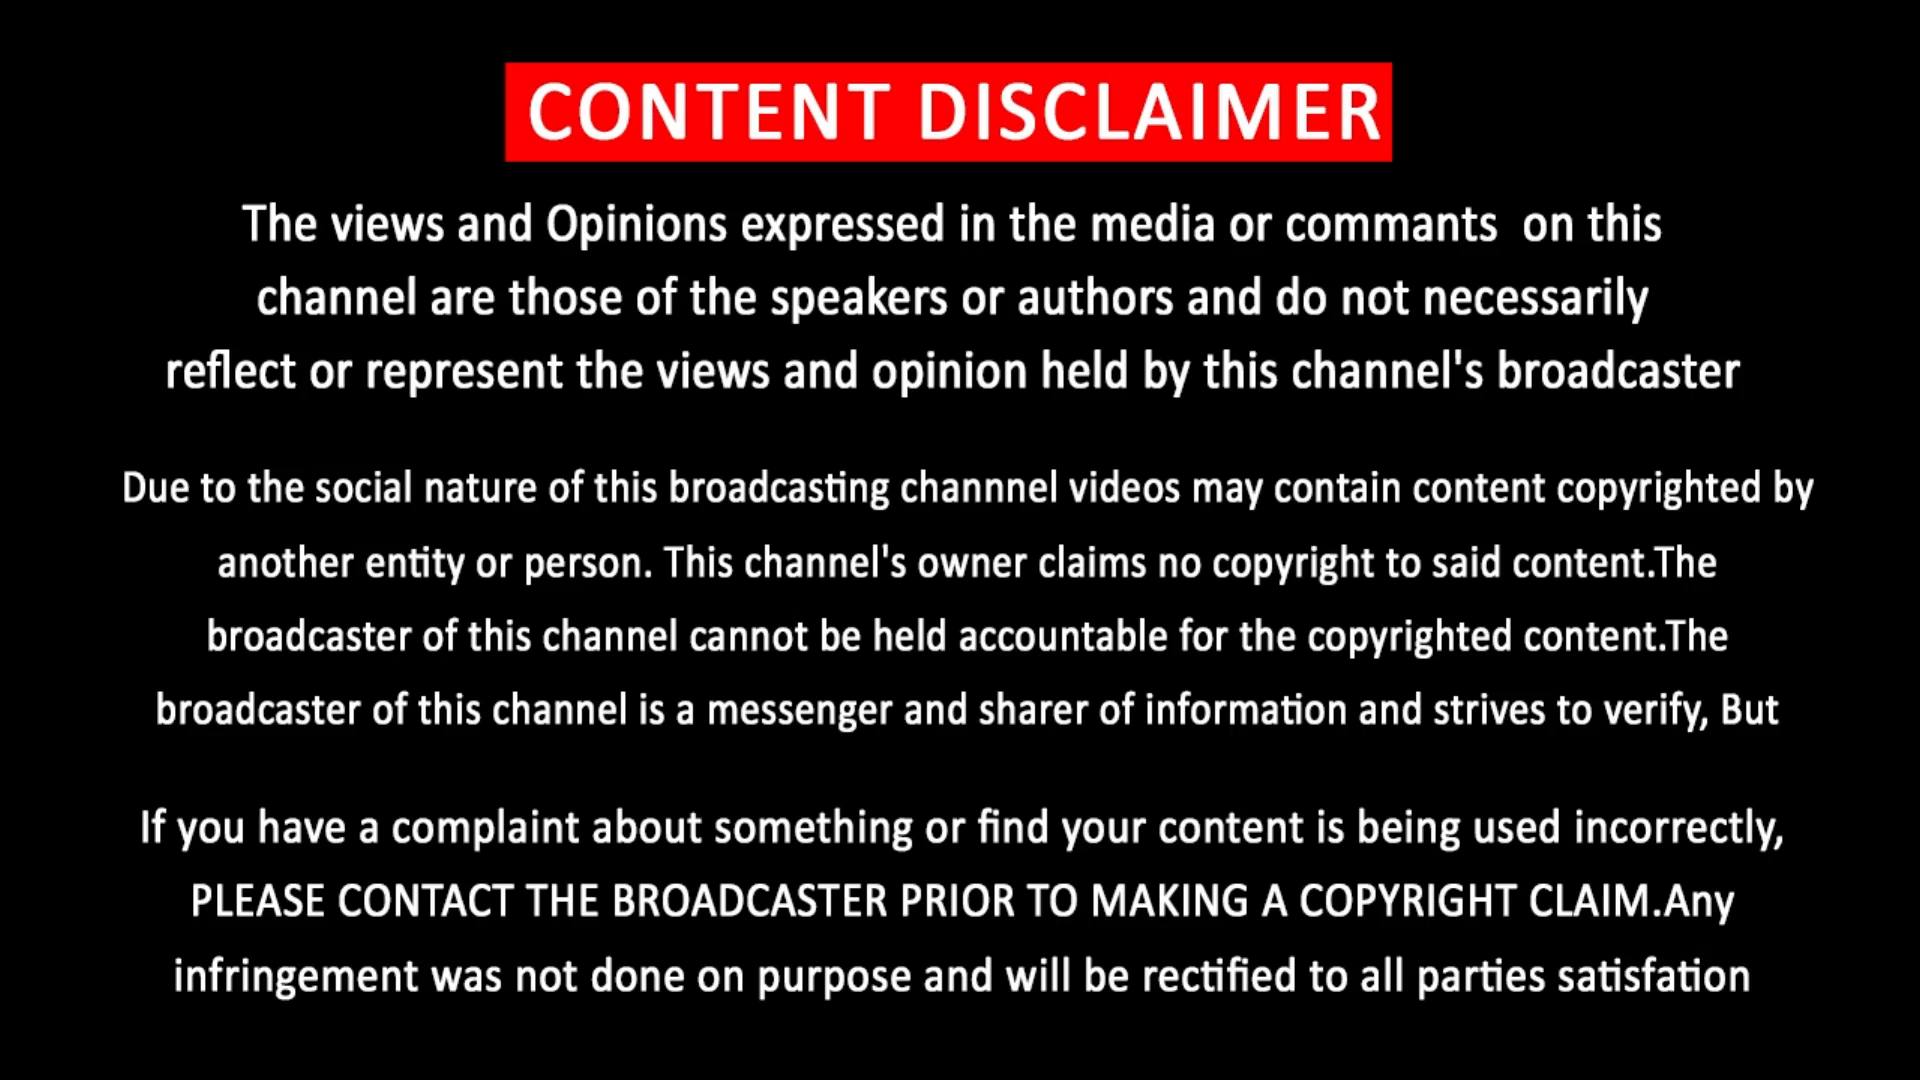 CONTENT DISCLAIMER
The views and Opinions expressed in the media or commants  on this
channel are those of the speakers or authors and do not necessarily
reflect or represent the views and opinion held by this channel's broadcaster
Due to the social nature of this broadcasting channnel videos may contain content copyrighted by
another entity or person. This channel's owner claims no copyright to said content.The
broadcaster of this channel cannot be held accountable for the copyrighted content.The
broadcaster of this channel is a messenger and sharer of information and strives to verify, But
If you have a complaint about something or find your content is being used incorrectly,
PLEASE CONTACT THE BROADCASTER PRIOR TO MAKING A COPYRIGHT CLAIM.Any
infringement was not done on purpose and will be rectified to all parties satisfation